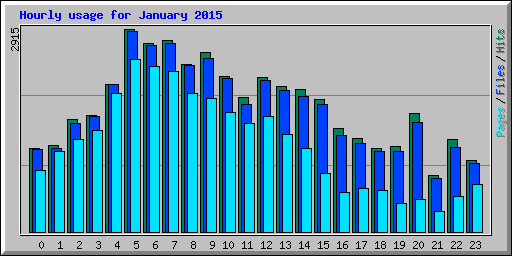 Hourly usage for January 2015
2915
Pages/Files/Hits
0 1 2 3 4 5 6 7 8 9 10 11 12 13 14 15 16 17 18 19 20 21 22 23